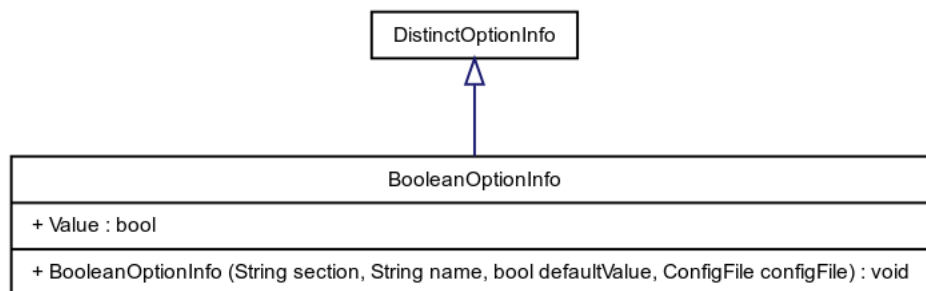 DistinctOptionInfo
BooleanOptionInfo
+ Value : bool
+ BooleanOptionInfo (String section, String name, bool defaultValue, ConfigFile configFile) : void